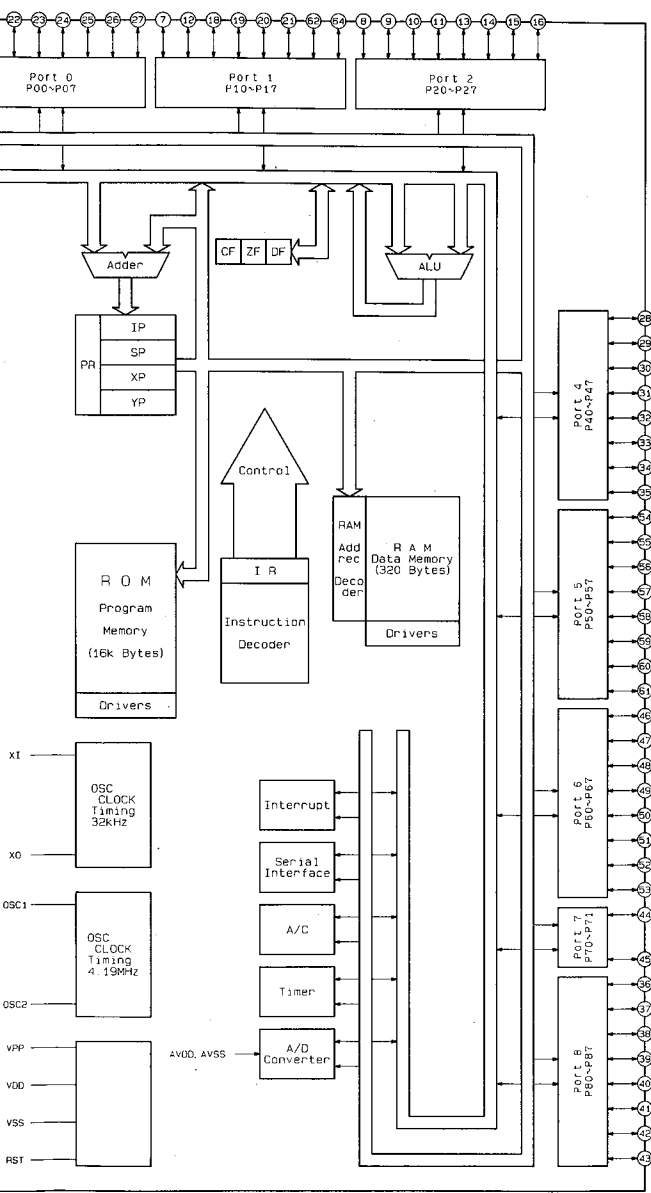 22 23 24 25 26 27 7 12 18 19 20 21 62 64 8 9 10 11 13 14 15 16
Port 0
P00~P07
Port 1
P10~P17
Port 2
P20~P27
CF ZF DF
Adder
ALU
PR
IP
SP
XP
YP
Control
ROM
Program
Memory
(16k Bytes)
Drivers
IR
Instruction
Decoder
RAM
Add
rec
Deco
der
RAM
Data Memory
(320 Bytes)
Drivers
Port 4
P40~P47
28
29
30
31
32
33
34
35
Port 5
P50~P57
54
55
56
57
58
59
60
61
Port 6
P60~P67
46
47
48
49
50
51
52
53
Port 7
P70~P71
44
45
Port 8
P80~P87
36
37
38
39
40
41
42
43
XI
XO
OSC
CLOCK
Timing
32kHz
OSC1
OSC2
OSC
CLOCK
Timing
4.19MHz
VPP
VDD
VSS
RST
Interrupt
Serial
Interface
A/C
Timer
AVDD, AVSS
A/D
Converter